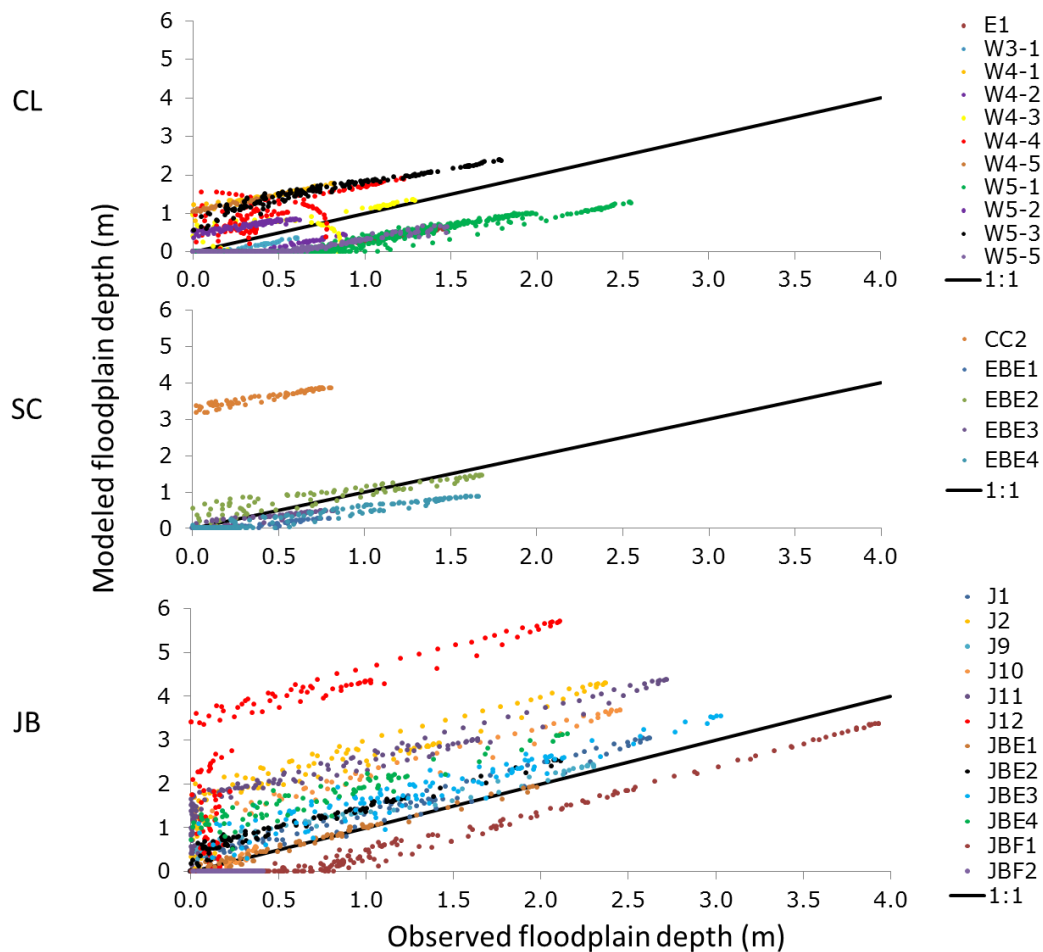 CL
6
5
4
3
2
1
0
0.0 0.5 1.0 1.5 2.0 2.5 3.0 3.5 4.0
E1
W3-1
W4-1
W4-2
W4-3
W4-4
W4-5
W5-1
W5-2
W5-3
W5-5
1:1
Modeled floodplain depth (m)
SC
6
5
4
3
2
1
0
0.0 0.5 1.0 1.5 2.0 2.5 3.0 3.5 4.0
CC2
EBE1
EBE2
EBE3
EBE4
1:1
JB
6
5
4
3
2
1
0
0.0 0.5 1.0 1.5 2.0 2.5 3.0 3.5 4.0
J1
J2
J9
J10
J11
J12
JBE1
JBE2
JBE3
JBE4
JBF1
JBF2
1:1
Observed floodplain depth (m)